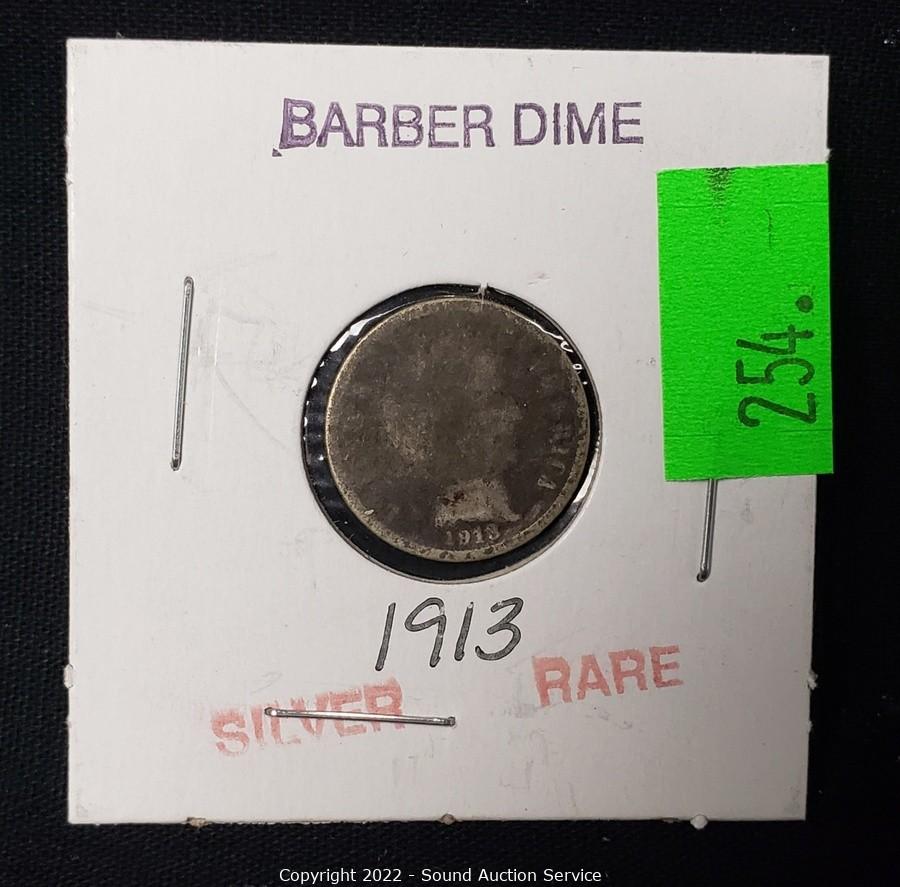 BARBER DIME
254.
1913
1913
SILVER RARE
Copyright 2022 - Sound Auction Service